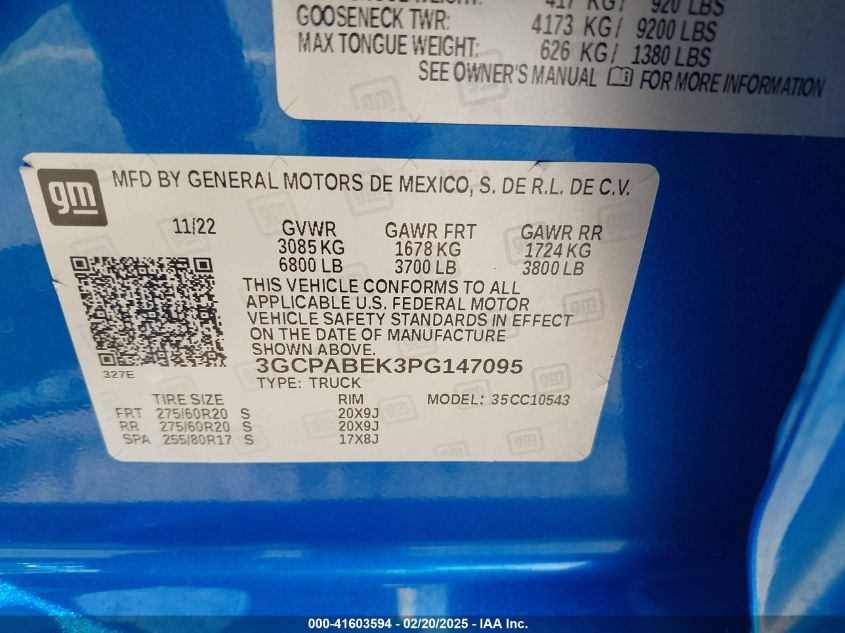 417 KG/ 920 LBS
GOOSENECK TWR: 4173 KG/ 9200 LBS
MAX TONGUE WEIGHT: 626 KG/ 1380 LBS
SEE OWNER'S MANUAL FOR MORE INFORMATION
gm
MFD BY GENERAL MOTORS DE MEXICO, S. DE R.L. DE C.V.
11/22 GVWR GAWR FRT GAWR RR
3085 KG 1678 KG 1724 KG
6800 LB 3700 LB 3800 LB
THIS VEHICLE CONFORMS TO ALL
APPLICABLE U.S. FEDERAL MOTOR
VEHICLE SAFETY STANDARDS IN EFFECT
ON THE DATE OF MANUFACTURE
SHOWN ABOVE.
327E
3GCPABEK3PG147095
TYPE: TRUCK
TIRE SIZE RIM MODEL: 35CC10543
FRT 275/60R20 S 20X9J
RR 275/60R20 S 20X9J
SPA 255/80R17 S 17X8J
000-41603594 - 02/20/2025 - IAA Inc.